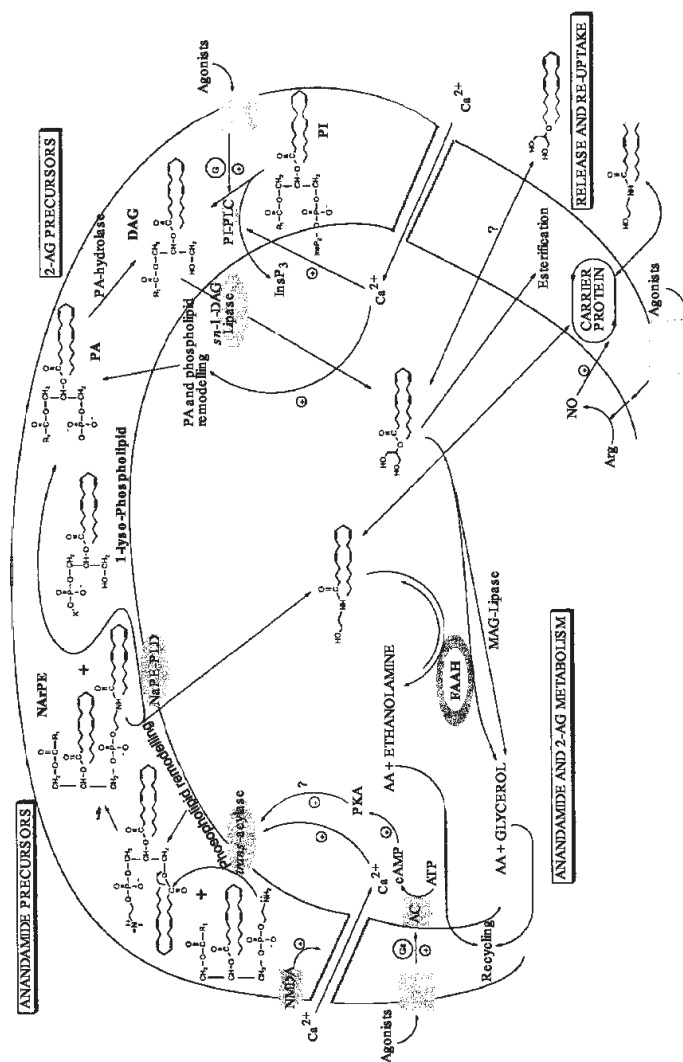 ANANDAMIDE PRECURSORS
2-AG PRECURSORS
NArPE
+
1-lyso-Phospholipid
PA
PA-hydrolase
DAG
PI-PLC
PI
Agonists
G
+
InsP3
+
Ca2+
Ca2+
sn-1-DAG
Lipase
PA and phospholipid
remodelling
+
NaPE-PLD
Phospholipid remodelling
trans-acylase
+
NMDA
+
Ca2+
Ca2+
+
?
PKA
+
cAMP
ATP
AC
Gs
+
Agonists
AA + ETHANOLAMINE
FAAH
MAG-Lipase
AA + GLYCEROL
Recycling
ANANDAMIDE AND 2-AG METABOLISM
?
Esterification
CARRIER
PROTEIN
+
NO
Arg
Agonists
RELEASE AND RE-UPTAKE